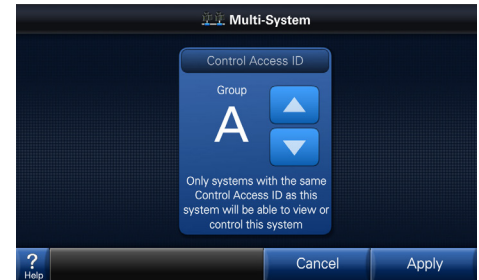 Multi-System
Control Access ID
Group
A
Only systems with the same
Control Access ID as this
system will be able to view or
control this system
?
Help
Cancel
Apply